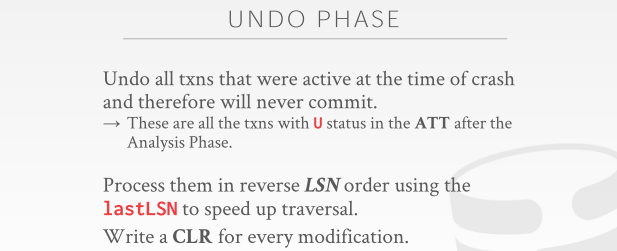 UNDO PHASE
Undo all txns that were active at the time of crash
and therefore will never commit.
→ These are all the txns with U status in the ATT after the
Analysis Phase.
Process them in reverse LSN order using the
lastLSN to speed up traversal.
Write a CLR for every modification.